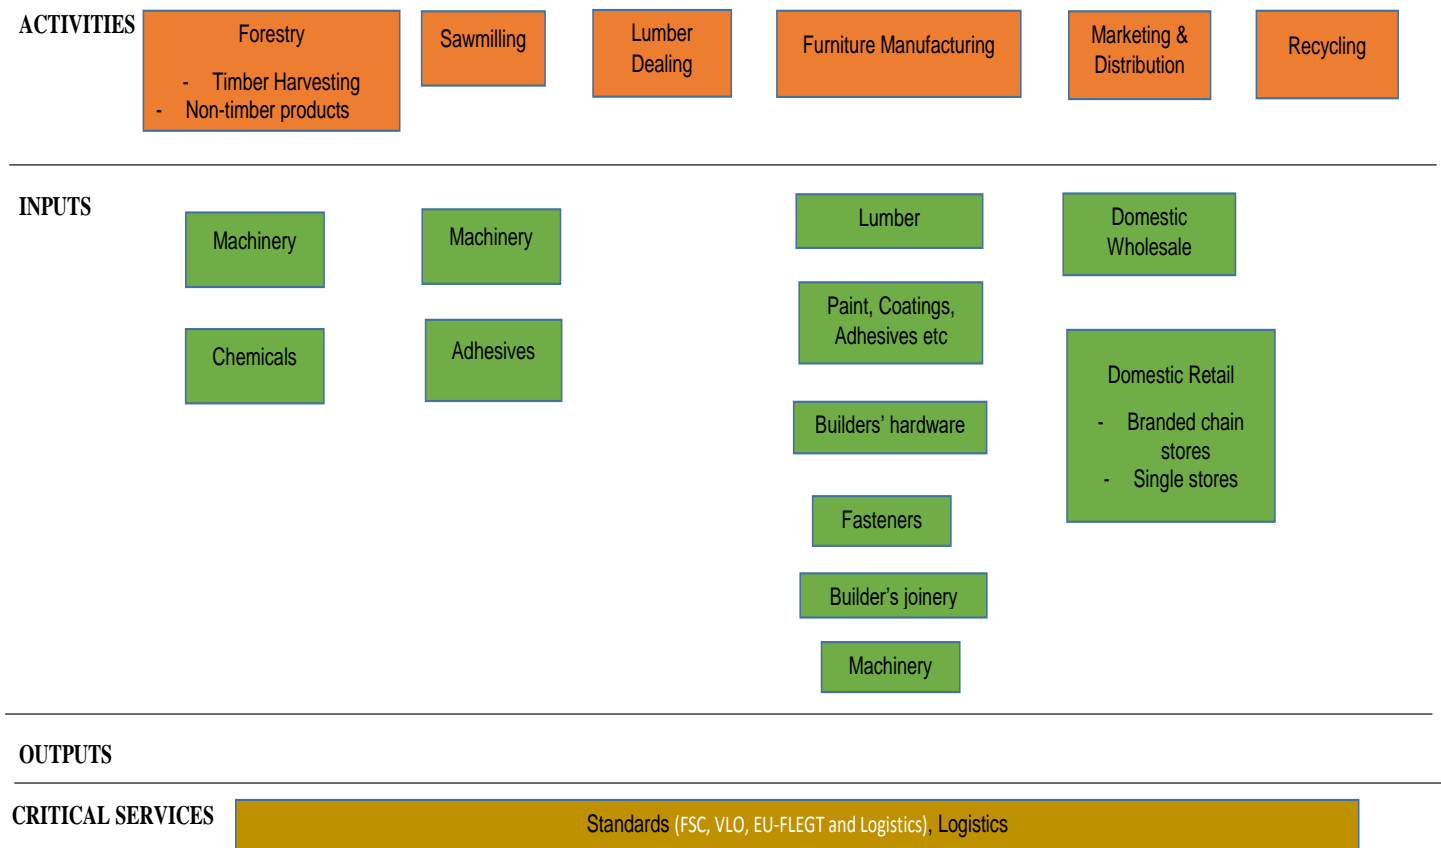 ACTIVITIES
Forestry
- Timber Harvesting
- Non-timber products
Sawmilling
Lumber
Dealing
Furniture Manufacturing
Marketing &
Distribution
Recycling
INPUTS
Machinery
Chemicals
Machinery
Adhesives
Lumber
Paint, Coatings,
Adhesives etc
Builders’ hardware
Fasteners
Builder’s joinery
Machinery
Domestic
Wholesale
Domestic Retail
- Branded chain
stores
- Single stores
OUTPUTS
CRITICAL SERVICES
Standards (FSC, VLO, EU-FLEGT and Logistics), Logistics